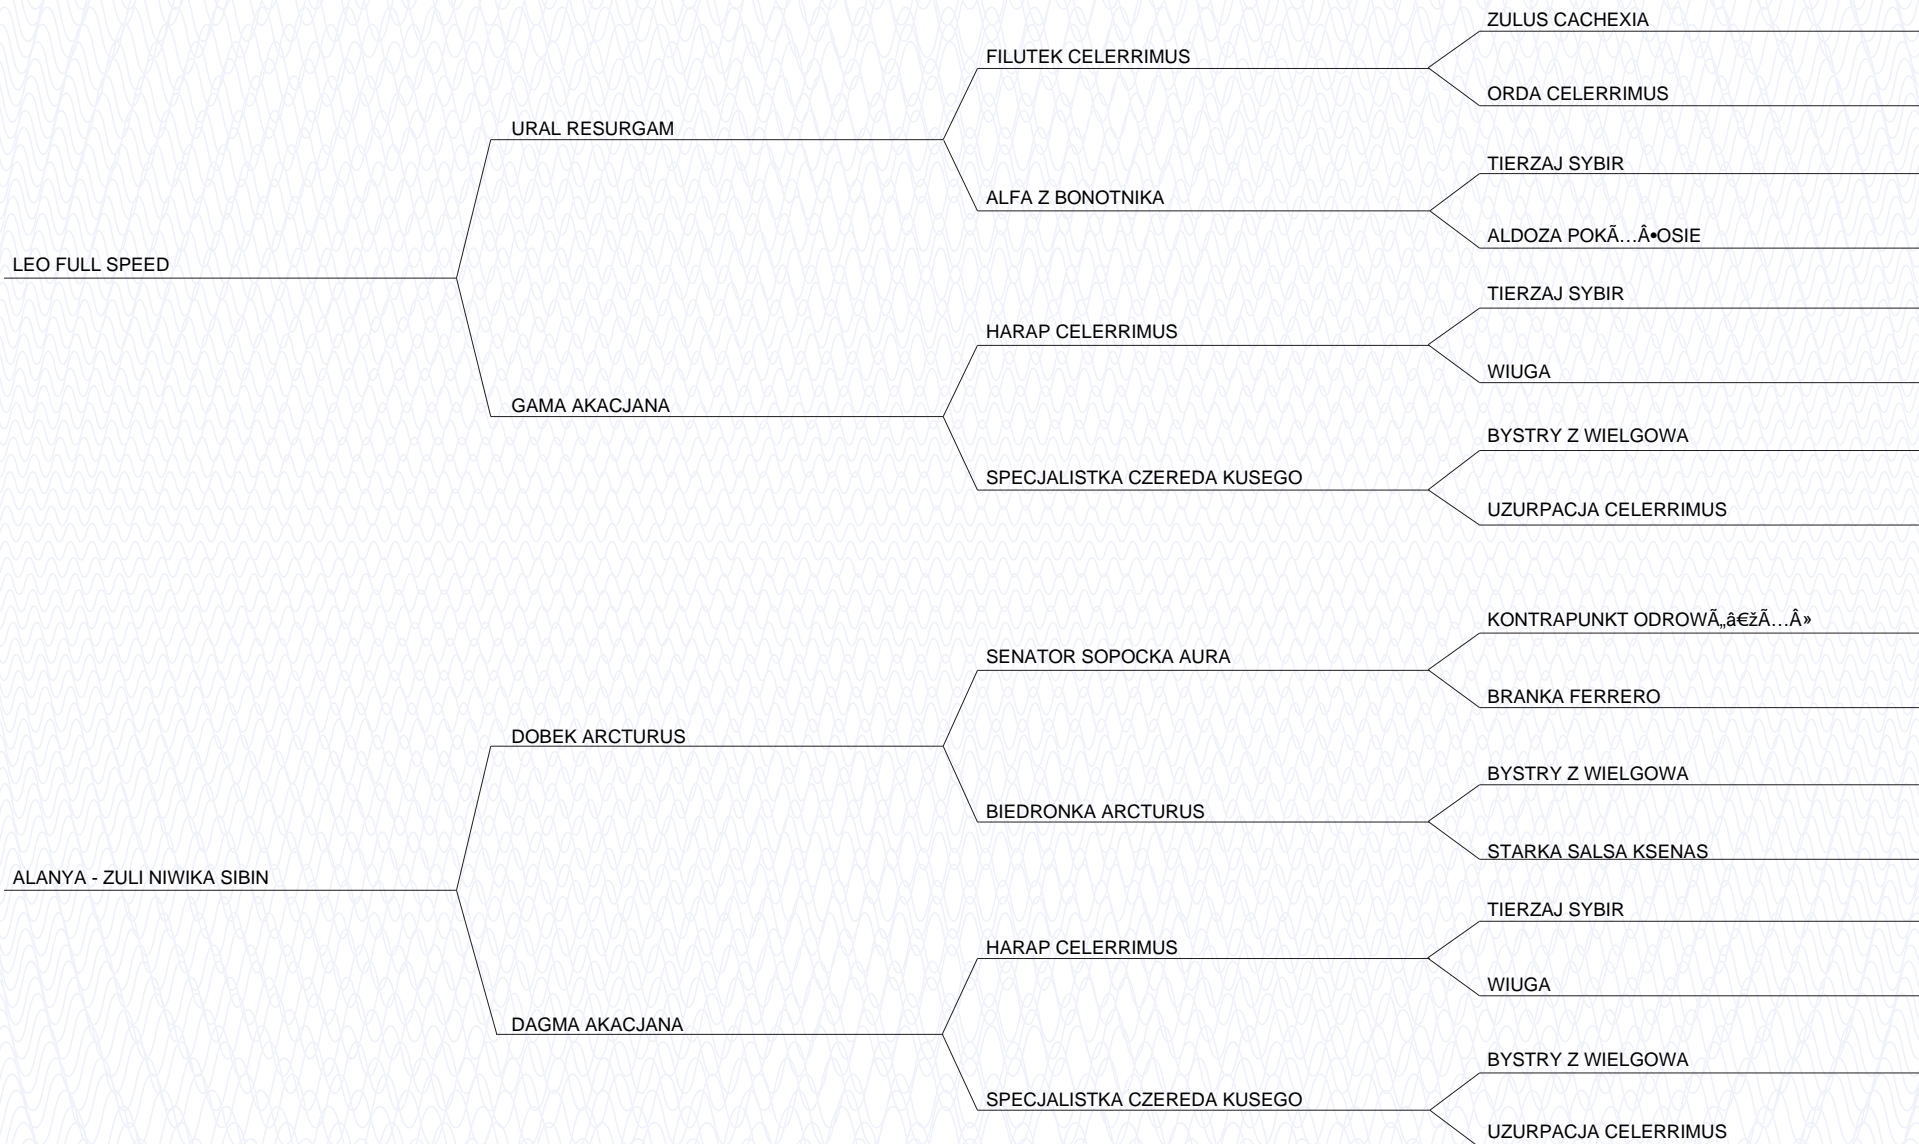 ZULUS CACHEXIA
FILUTEK CELERRIMUS
ORDA CELERRIMUS
URAL RESURGAM
TIERZAJ SYBIR
ALFA Z BONOTNIKA
ALDOZA POKÃ…Â•OSIE
LEO FULL SPEED
TIERZAJ SYBIR
HARAP CELERRIMUS
WIUGA
GAMA AKACJANA
BYSTRY Z WIELGOWA
SPECJALISTKA CZEREDA KUSEGO
UZURPACJA CELERRIMUS
KONTRAPUNKT ODROWÃ„â€žÃ…Â»
SENATOR SOPOCKA AURA
BRANKA FERRERO
DOBEK ARCTURUS
BYSTRY Z WIELGOWA
BIEDRONKA ARCTURUS
STARKA SALSA KSENAS
ALANYA - ZULI NIWIKA SIBIN
TIERZAJ SYBIR
HARAP CELERRIMUS
WIUGA
DAGMA AKACJANA
BYSTRY Z WIELGOWA
SPECJALISTKA CZEREDA KUSEGO
UZURPACJA CELERRIMUS